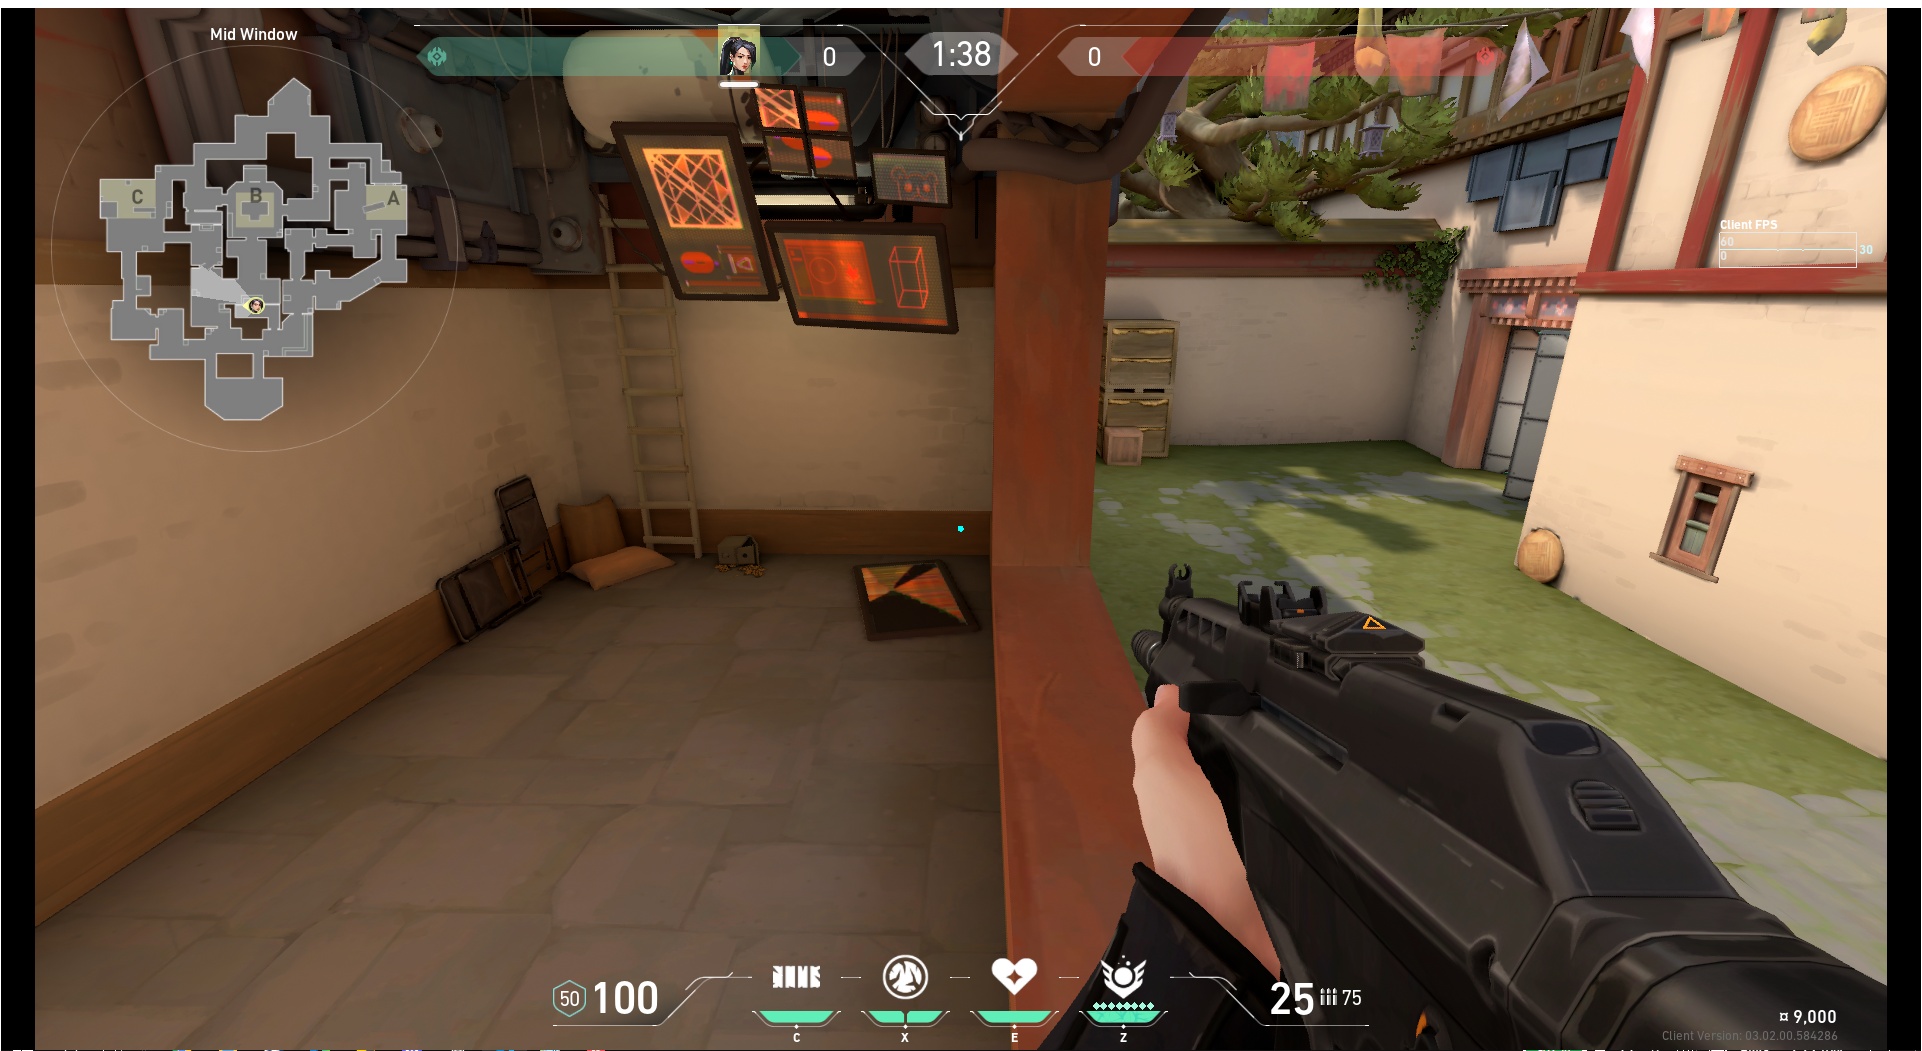 Mid Window
0
1:38
0
C
B
A
Client FPS
60
30
0
50
100
25
75
C
X
E
Z
¤ 9,000
Client Version: 03.02.00.584286